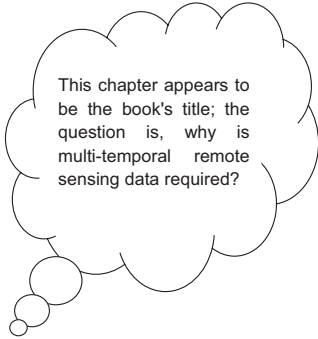 This chapter appears to
be the book's title; the
question is, why is
multi-temporal remote
sensing data required?